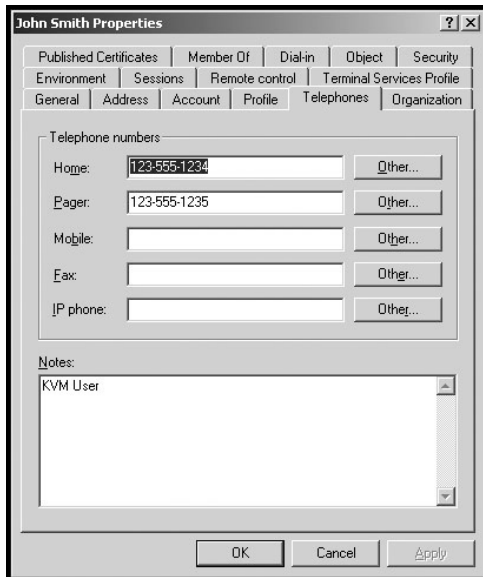 John Smith Properties ? ×
Published Certificates Member Of Dial-in Object Security
Environment Sessions Remote control Terminal Services Profile
General Address Account Profile Telephones Organization
Telephone numbers
Home: 123-555-1234 Other...
Pager: 123-555-1235 Other...
Mobile: Other...
Fax: Other...
IP phone: Other...
Notes:
KVM User
OK Cancel Apply